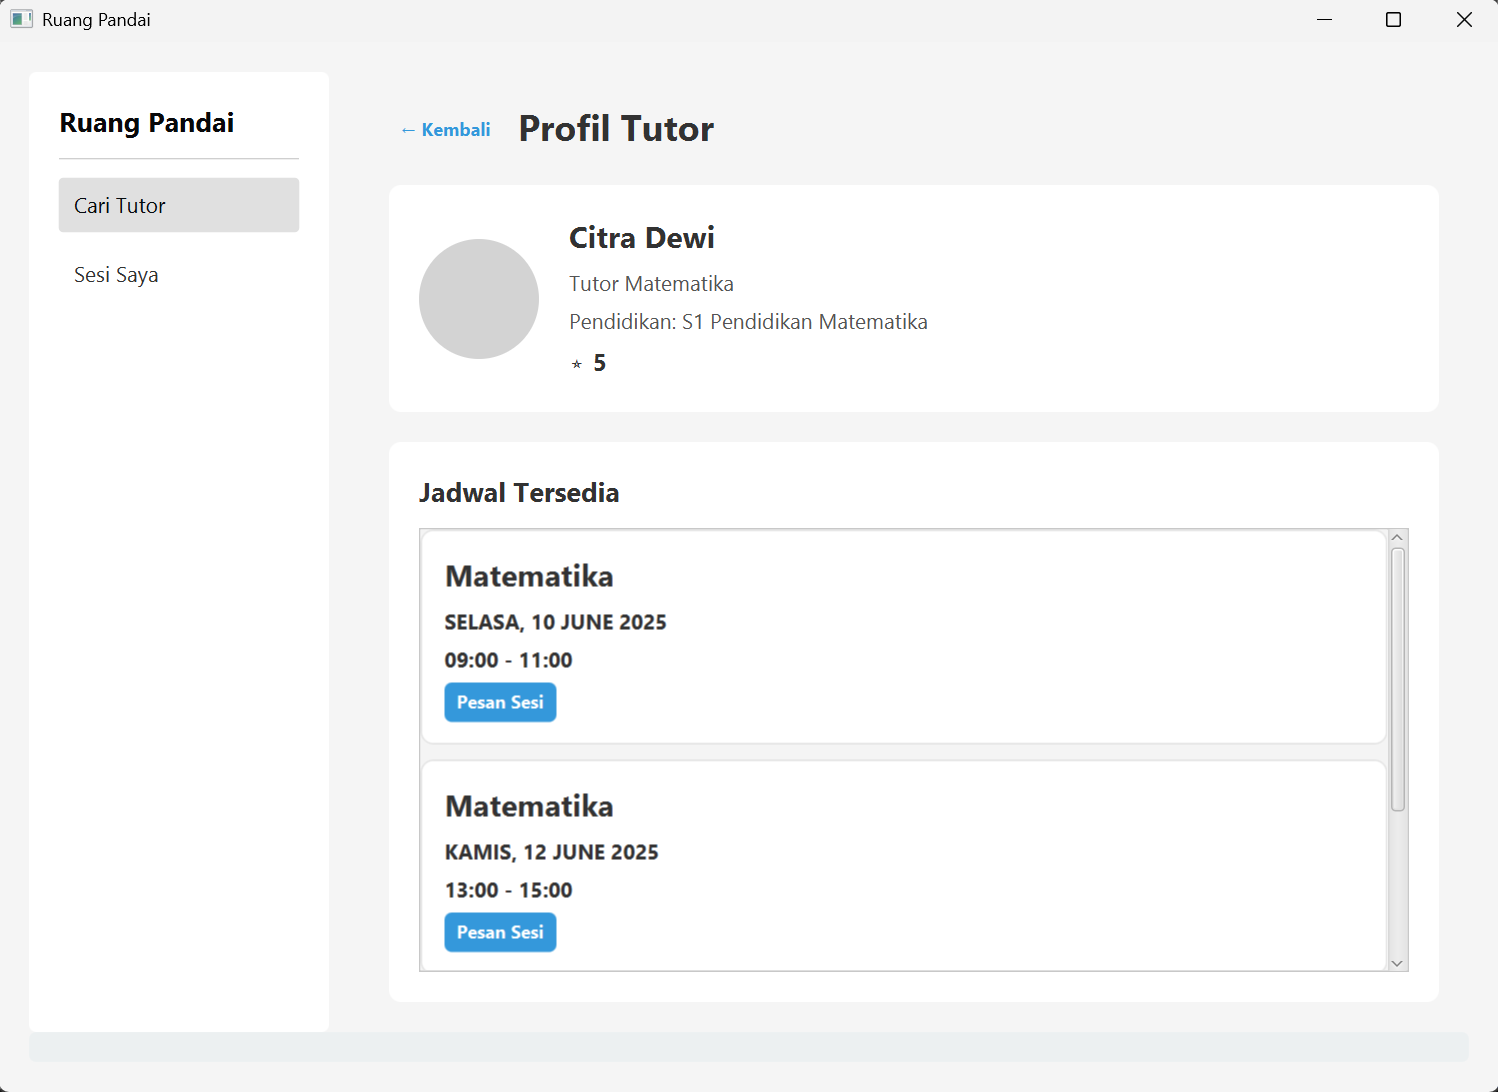 Ruang Pandai
Ruang Pandai
Cari Tutor
Sesi Saya
← Kembali
Profil Tutor
Citra Dewi
Tutor Matematika
Pendidikan: S1 Pendidikan Matematika
★ 5
Jadwal Tersedia
Matematika
SELASA, 10 JUNE 2025
09:00 - 11:00
Pesan Sesi
Matematika
KAMIS, 12 JUNE 2025
13:00 - 15:00
Pesan Sesi